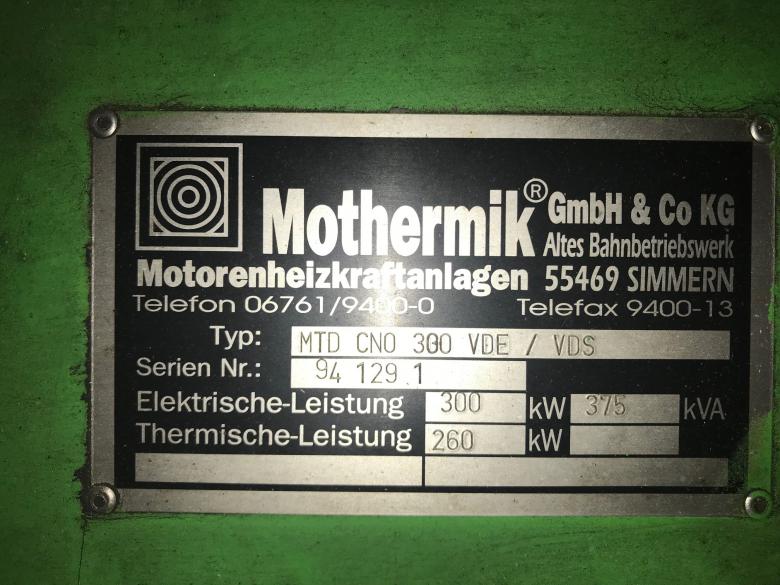 Mothermik® GmbH & Co KG
Altes Bahnbetriebswerk
Motorenheizkraftanlagen 55469 SIMMERN
Telefon 06761/9400-0 Telefax 9400-13
Typ: MTD CNO 300 VDE / VDS
Serien Nr.: 94 129.1
Elektrische-Leistung 300 kW 375 kVA
Thermische-Leistung 260 kW